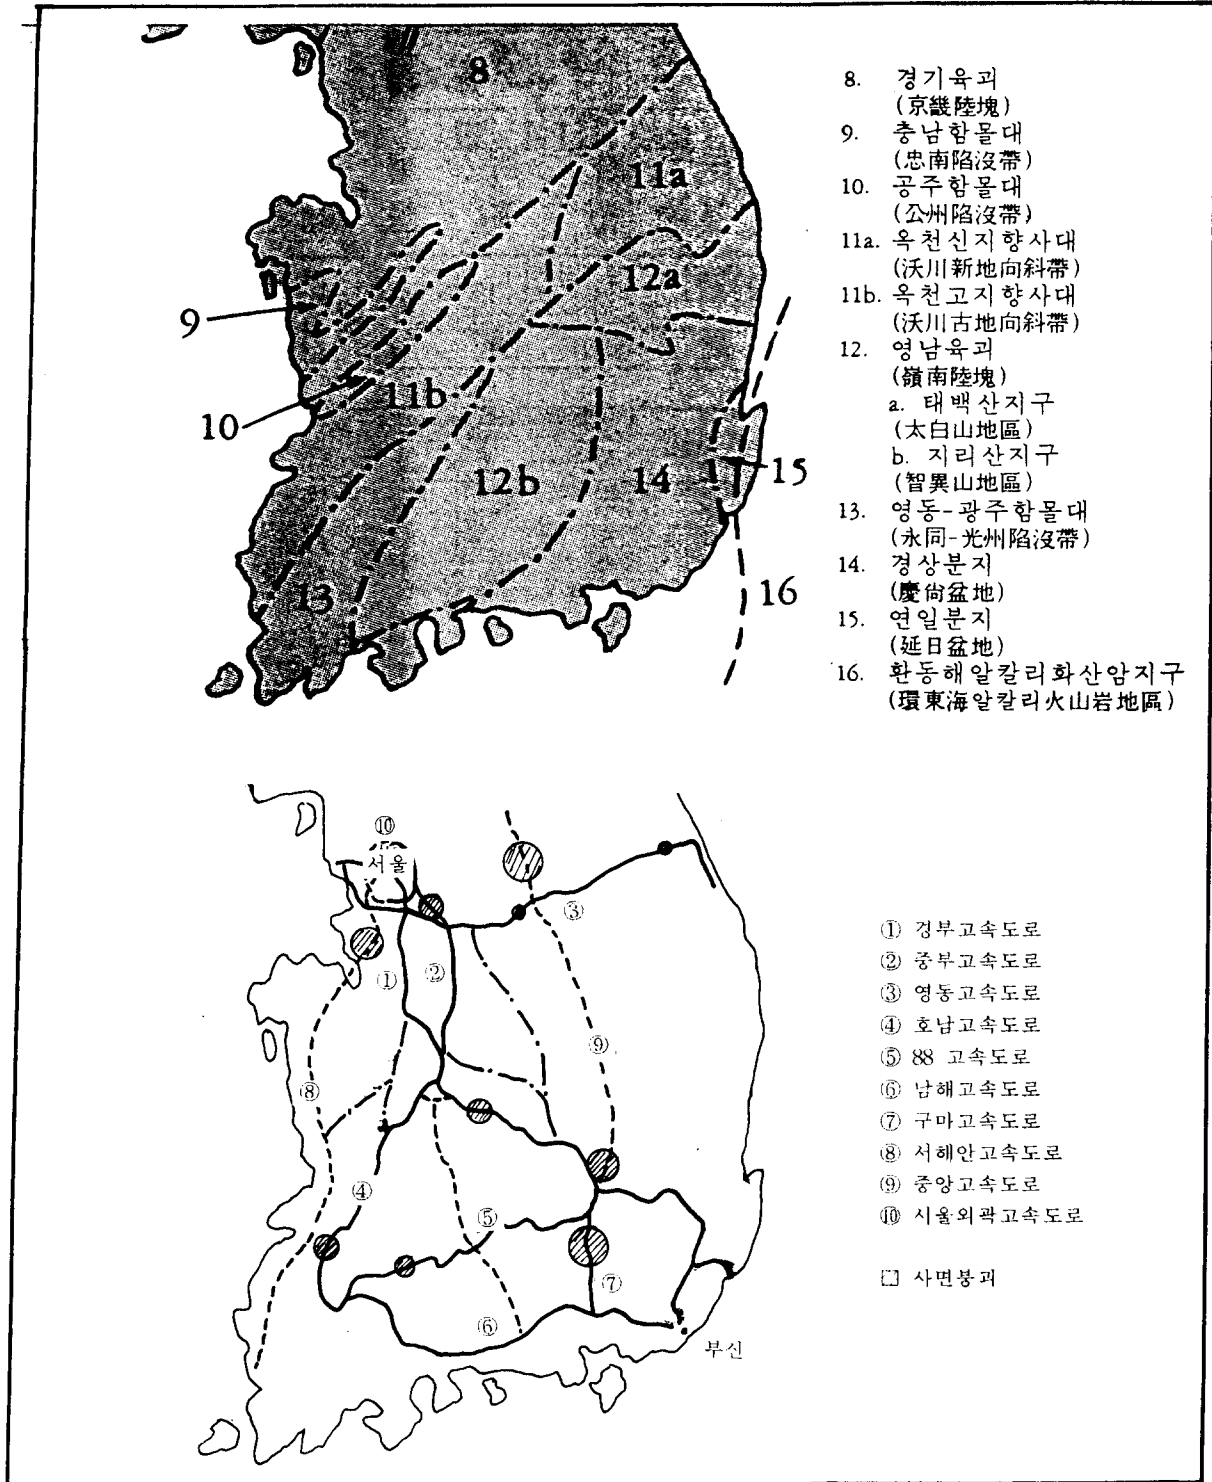 8
11a
12a
9
11b
10
12b
14
15
13
16
8. 경기육괴
(京畿陸塊)
9. 충남함몰대
(忠南陷沒帶)
10. 공주함몰대
(公州陷沒帶)
11a. 옥천신지향사대
(沃川新地向斜帶)
11b. 옥천고지향사대
(沃川古地向斜帶)
12. 영남육괴
(嶺南陸塊)
a. 태백산지구
(太白山地區)
b. 지리산지구
(智異山地區)
13. 영동-광주함몰대
(永同-光州陷沒帶)
14. 경상분지
(慶尙盆地)
15. 연일분지
(延日盆地)
16. 환동해알칼리화산암지구
(環東海알칼리火山岩地區)
⑩
서울
③
①
②
⑨
⑧
④
⑤
⑦
⑥
부신
① 경부고속도로
② 중부고속도로
③ 영동고속도로
④ 호남고속도로
⑤ 88 고속도로
⑥ 남해고속도로
⑦ 구마고속도로
⑧ 서해안고속도로
⑨ 중앙고속도로
⑩ 시울외곽고속도로
□ 사면붕괴